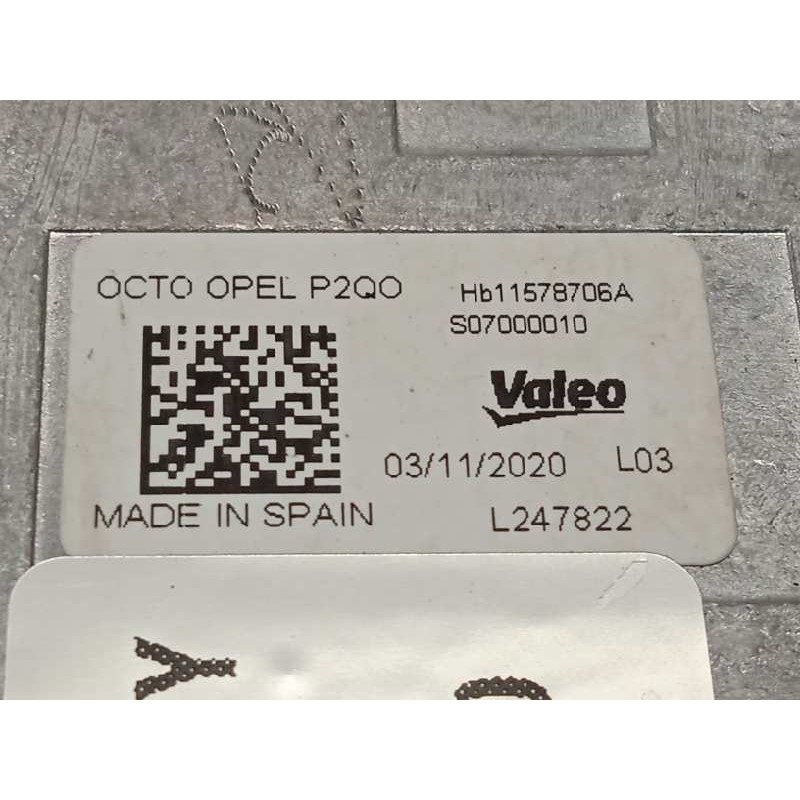 OCTO OPEL P2QO
Hb11578706A
S07000010
Valeo
03/11/2020 L03
MADE IN SPAIN
L247822
Y